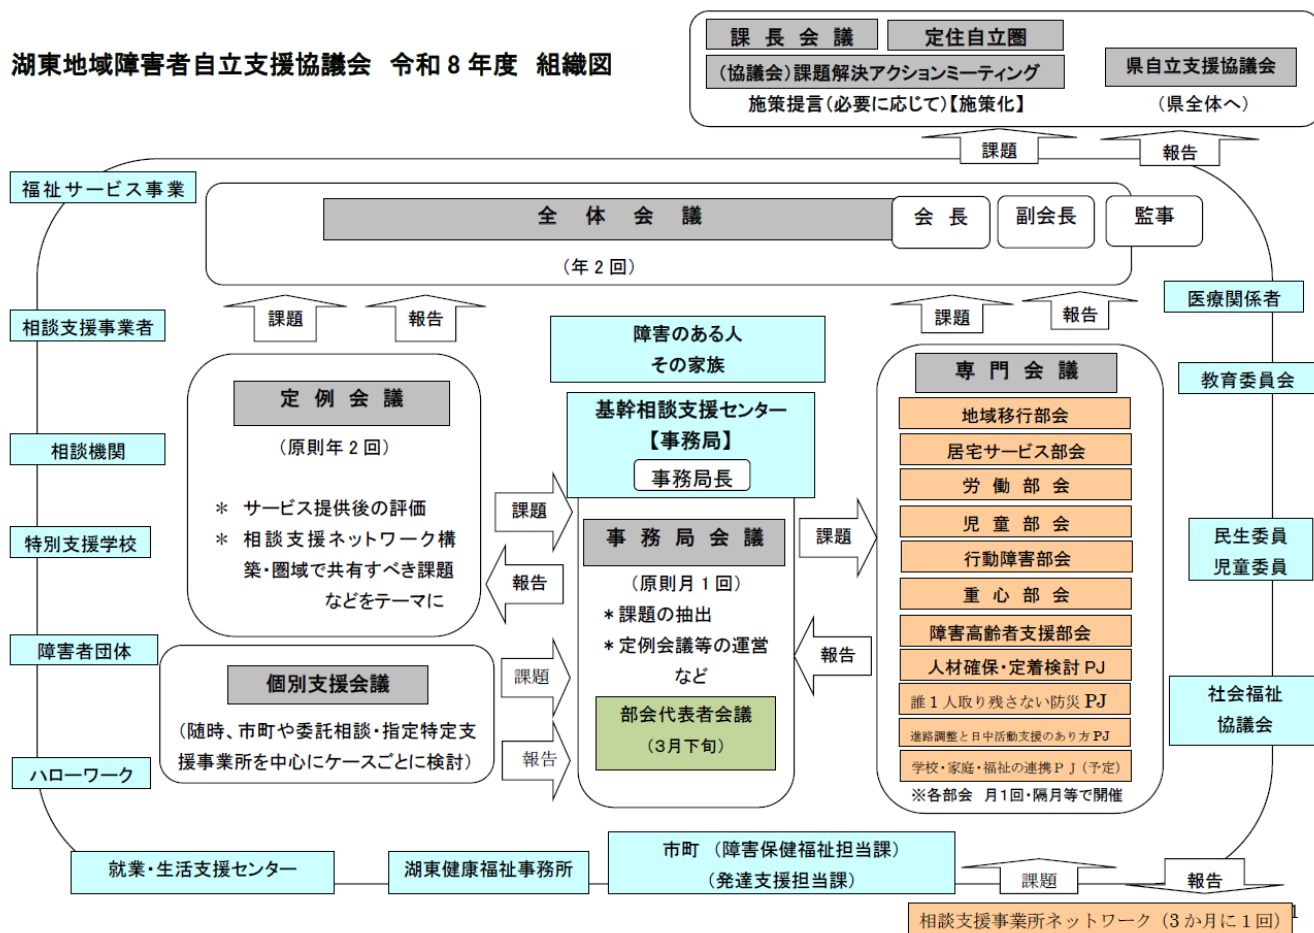 湖東地域障害者自立支援協議会 令和８年度 組織図
課 長 会 議
定住自立圏
（協議会）課題解決アクションミーティング
施策提言（必要に応じて）【施策化】
県自立支援協議会
（県全体へ）
課題
報告
福祉サービス事業
全 体 会 議
会 長
副会長
監事
（年２回）
課題
報告
課題
報告
相談支援事業者
相談機関
特別支援学校
障害者団体
ハローワーク
定 例 会 議
（原則年２回）
＊ サービス提供後の評価
＊ 相談支援ネットワーク構
築・圏域で共有すべき課題
などをテーマに
個別支援会議
（随時、市町や委託相談・指定特定支
援事業所を中心にケースごとに検討）
課題
報告
課題
報告
障害のある人
その家族
基幹相談支援センター
【事務局】
事務局長
事 務 局 会 議
（原則月１回）
＊課題の抽出
＊定例会議等の運営
など
部会代表者会議
（３月下旬）
課題
報告
専 門 会 議
地域移行部会
居宅サービス部会
労 働 部 会
児 童 部 会
行動障害部会
重 心 部 会
障害高齢者支援部会
人材確保・定着検討 PJ
誰１人取り残さない防災 PJ
進路調整と日中活動支援のあり方 PJ
学校・家庭・福祉の連携ＰＪ（予定）
※各部会 月１回・隔月等で開催
医療関係者
教育委員会
民生委員
児童委員
社会福祉
協議会
就業・生活支援センター
湖東健康福祉事務所
市町 （障害保健福祉担当課）
（発達支援担当課）
課題
報告
相談支援事業所ネットワーク（3 か月に 1 回）
1